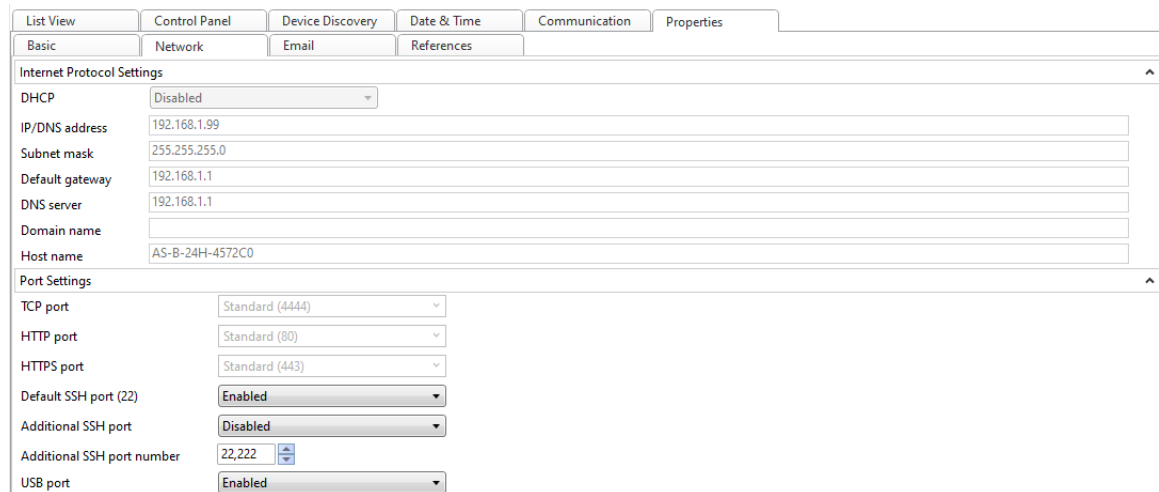 List View Control Panel Device Discovery Date & Time Communication Properties
Basic Network Email References
Internet Protocol Settings
DHCP Disabled
IP/DNS address 192.168.1.99
Subnet mask 255.255.255.0
Default gateway 192.168.1.1
DNS server 192.168.1.1
Domain name
Host name AS-B-24H-4572C0
Port Settings
TCP port Standard (4444)
HTTP port Standard (80)
HTTPS port Standard (443)
Default SSH port (22) Enabled
Additional SSH port Disabled
Additional SSH port number 22,222
USB port Enabled